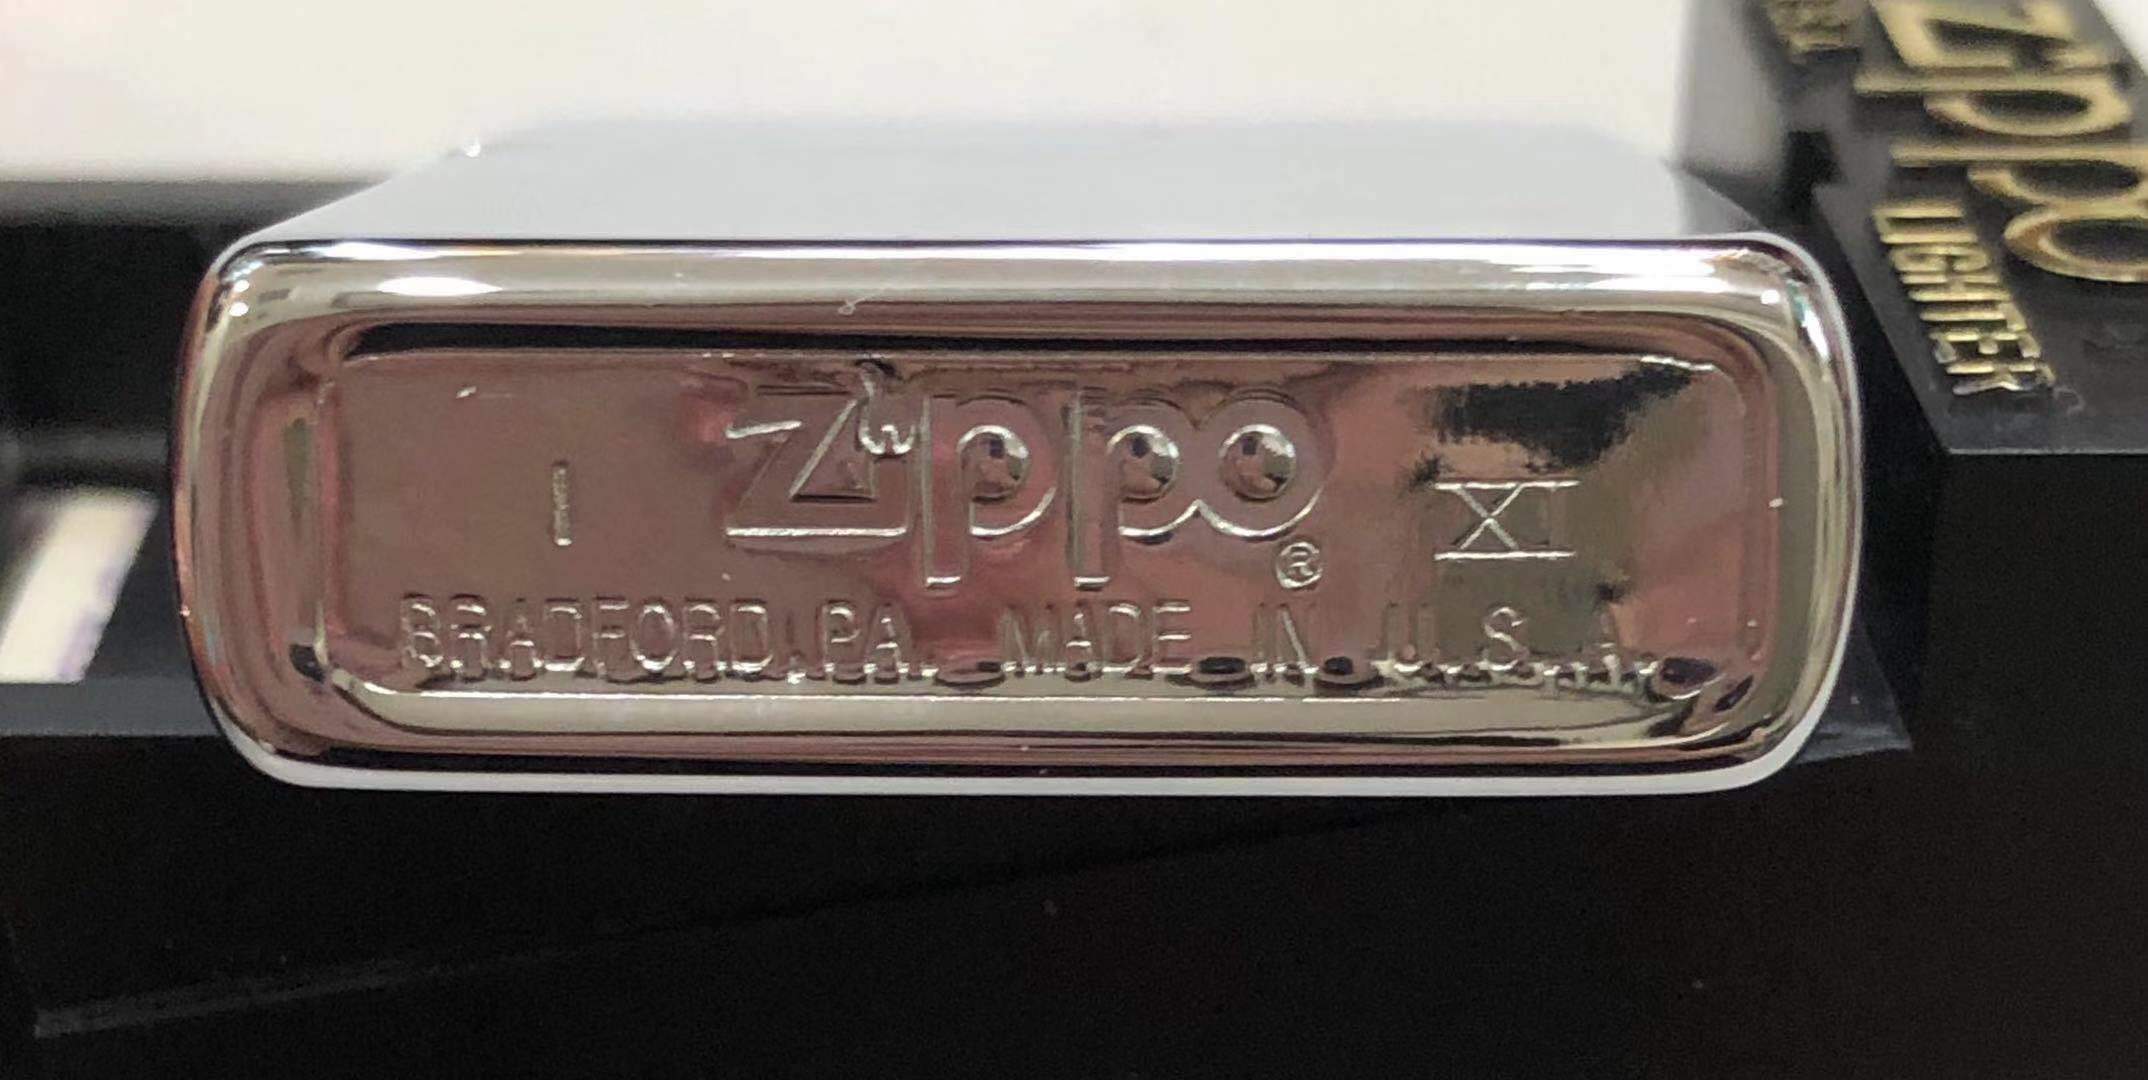 I Zippo® XI
BRADFORD, PA. MADE IN U.S.A.
Zippo
LIGHTER